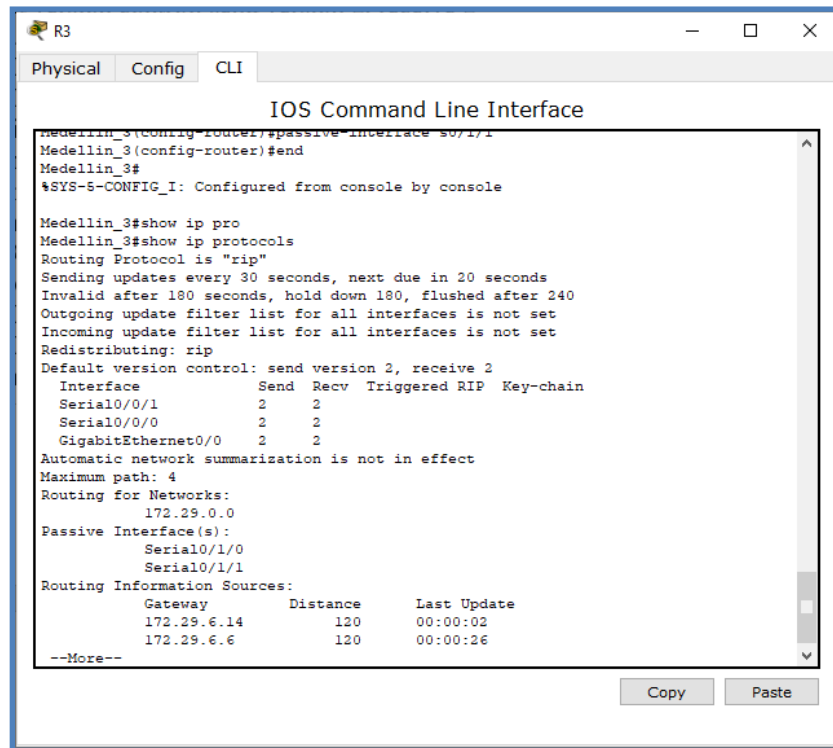 R3
Physical Config CLI
IOS Command Line Interface
Medellin_3(config-router)#passive-interface s0/1/1
Medellin_3(config-router)#end
Medellin_3#
%SYS-5-CONFIG_I: Configured from console by console
Medellin_3#show ip pro
Medellin_3#show ip protocols
Routing Protocol is "rip"
Sending updates every 30 seconds, next due in 20 seconds
Invalid after 180 seconds, hold down 180, flushed after 240
Outgoing update filter list for all interfaces is not set
Incoming update filter list for all interfaces is not set
Redistributing: rip
Default version control: send version 2, receive 2
Interface Send Recv Triggered RIP Key-chain
Serial0/0/1 2 2
Serial0/0/0 2 2
GigabitEthernet0/0 2 2
Automatic network summarization is not in effect
Maximum path: 4
Routing for Networks:
172.29.0.0
Passive Interface(s):
Serial0/1/0
Serial0/1/1
Routing Information Sources:
Gateway Distance Last Update
172.29.6.14 120 00:00:02
172.29.6.6 120 00:00:26
--More--
Copy Paste